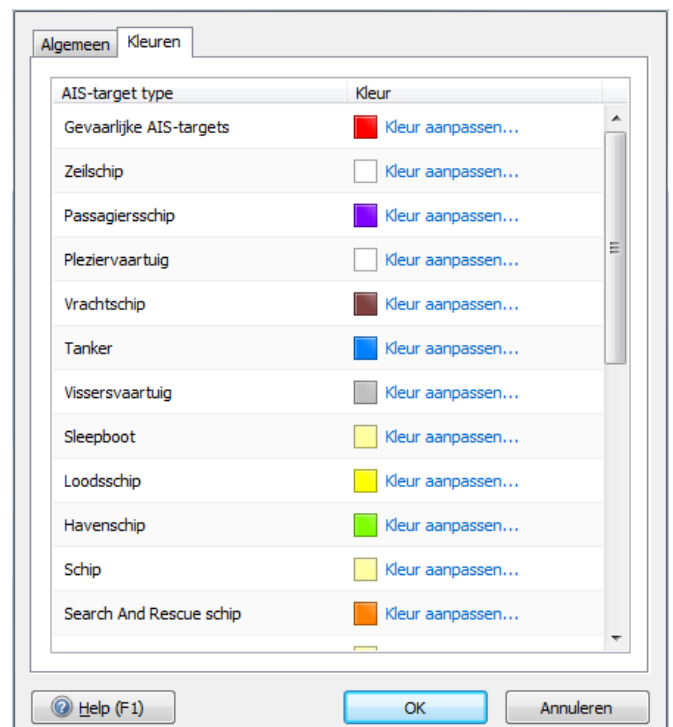 Algemeen Kleuren
AIS-target type Kleur
Gevaarlijke AIS-targets Kleur aanpassen...
Zeilschip Kleur aanpassen...
Passagiersschip Kleur aanpassen...
Pleziervaartuig Kleur aanpassen...
Vrachtschip Kleur aanpassen...
Tanker Kleur aanpassen...
Vissersvaartuig Kleur aanpassen...
Sleepboot Kleur aanpassen...
Loodsschip Kleur aanpassen...
Havenschip Kleur aanpassen...
Schip Kleur aanpassen...
Search And Rescue schip Kleur aanpassen...
Help (F1) OK Annuleren